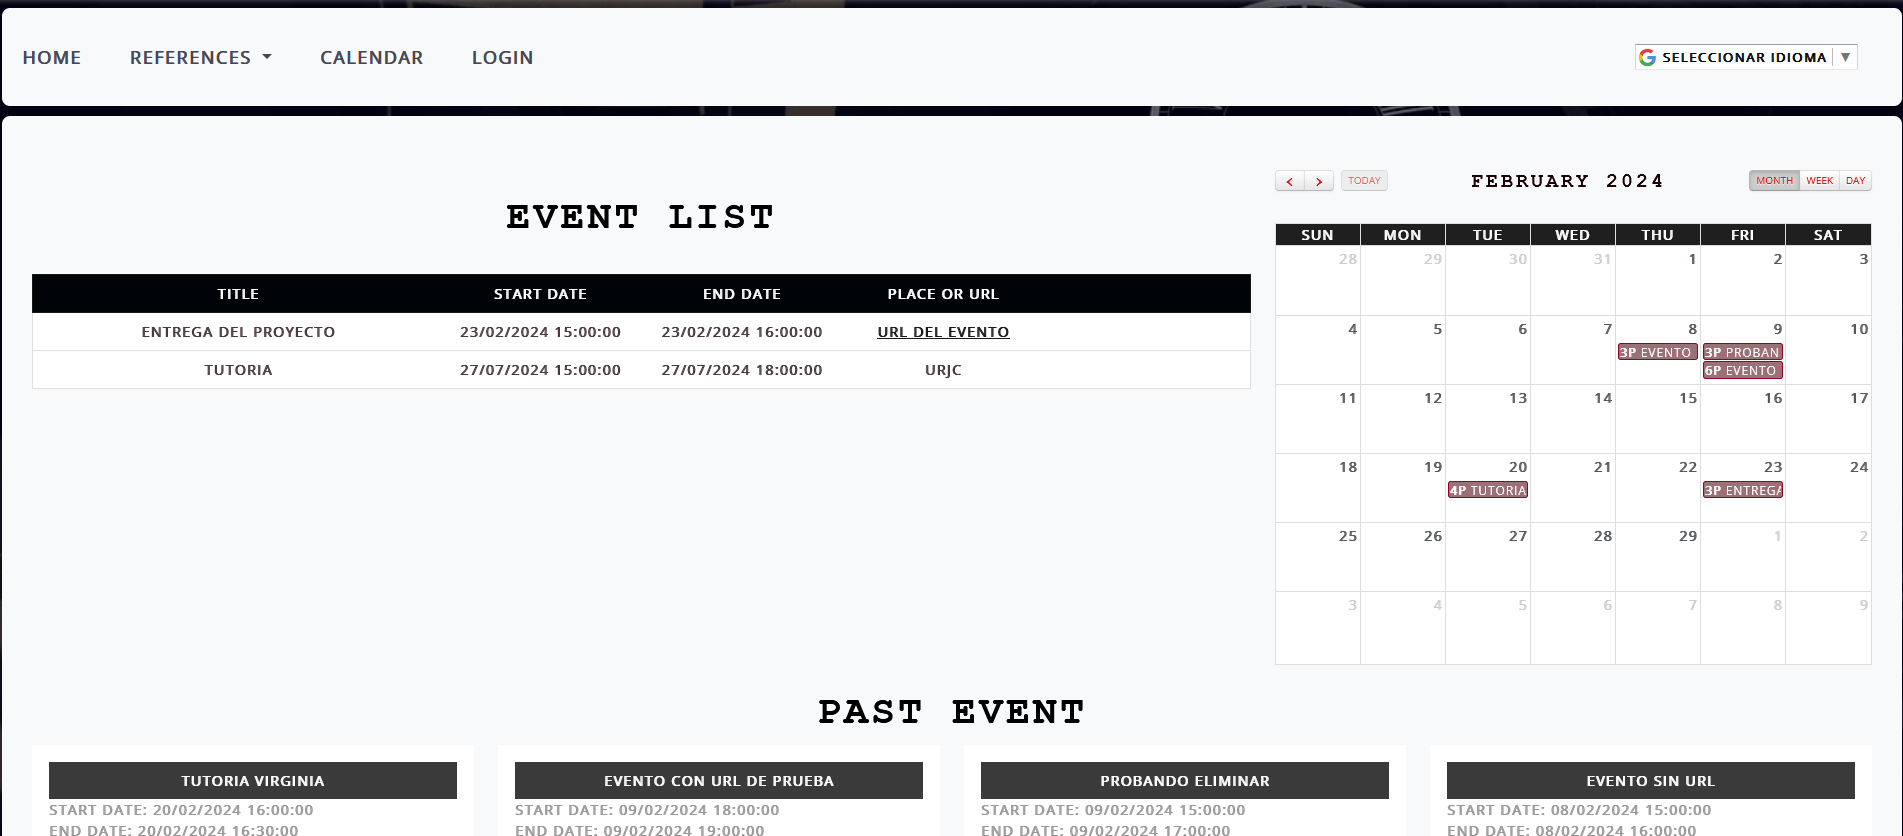 HOME REFERENCES CALENDAR LOGIN
SELECCIONAR IDIOMA ▼
EVENT LIST
TITLE START DATE END DATE PLACE OR URL
ENTREGA DEL PROYECTO 23/02/2024 15:00:00 23/02/2024 16:00:00 URL DEL EVENTO
TUTORIA 27/07/2024 15:00:00 27/07/2024 18:00:00 URJC
< > TODAY FEBRUARY 2024 MONTH WEEK DAY
SUN MON TUE WED THU FRI SAT
28 29 30 31 1 2 3
4 5 6 7 8 9 10
3P EVENTO 3P PROBAN
6P EVENTO
11 12 13 14 15 16 17
18 19 20 21 22 23 24
4P TUTORIA 3P ENTREGA
25 26 27 28 29 1 2
3 4 5 6 7 8 9
PAST EVENT
TUTORIA VIRGINIA
START DATE: 20/02/2024 16:00:00
END DATE: 20/02/2024 16:30:00
EVENTO CON URL DE PRUEBA
START DATE: 09/02/2024 18:00:00
END DATE: 09/02/2024 19:00:00
PROBANDO ELIMINAR
START DATE: 09/02/2024 15:00:00
END DATE: 09/02/2024 17:00:00
EVENTO SIN URL
START DATE: 08/02/2024 15:00:00
END DATE: 08/02/2024 16:00:00